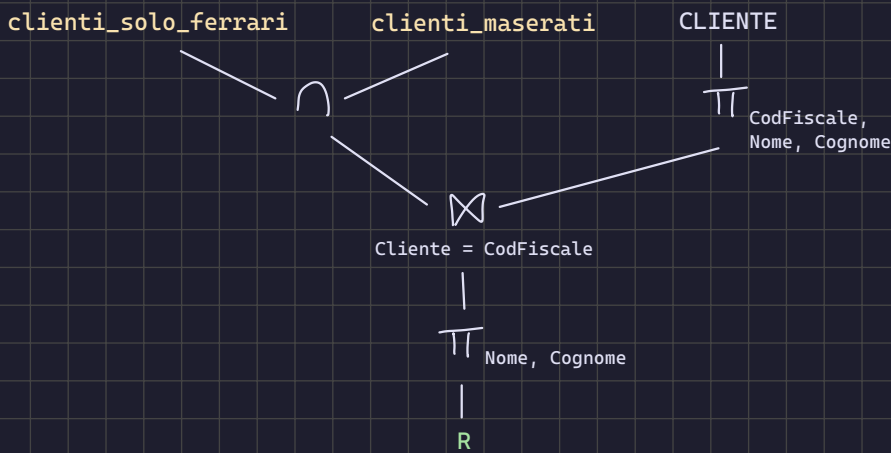 clienti_solo_ferrari
clienti_maserati
CLIENTE
∩
π
CodFiscale,
Nome, Cognome
⋈
Cliente = CodFiscale
π
Nome, Cognome
R